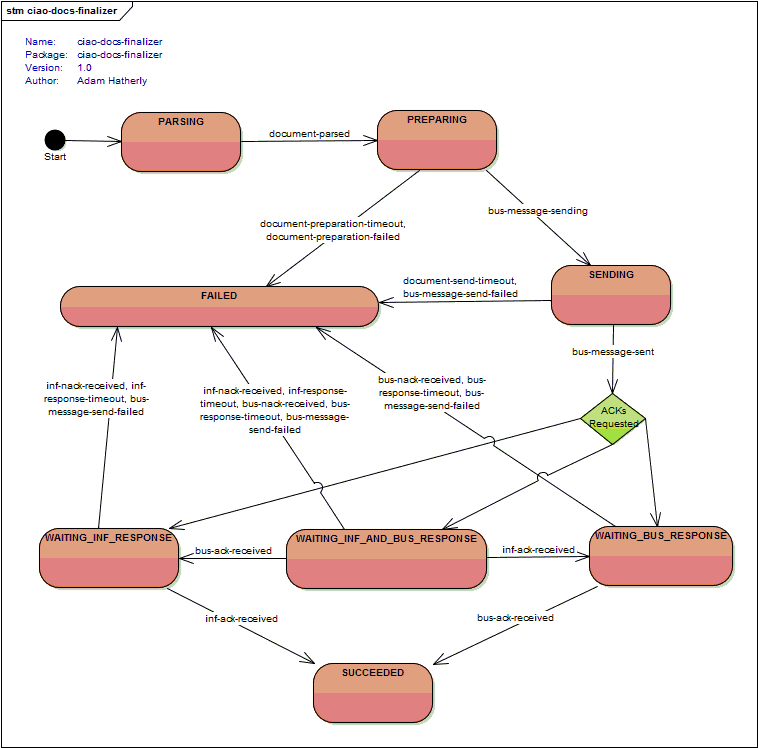 stm ciao-docs-finalizer
Name: ciao-docs-finalizer
Package: ciao-docs-finalizer
Version: 1.0
Author: Adam Hatherly
Start
PARSING
document-parsed
PREPARING
document-preparation-timeout,
document-preparation-failed
bus-message-sending
FAILED
document-send-timeout,
bus-message-send-failed
SENDING
bus-message-sent
inf-nack-received, inf-
response-timeout, bus-
message-send-failed
inf-nack-received, inf-response-
timeout, bus-nack-received, bus-
response-timeout, bus-message-
send-failed
bus-nack-received, bus-
response-timeout, bus-
message-send-failed
ACKs
Requested
WAITING_INF_RESPONSE
bus-ack-received
WAITING_INF_AND_BUS_RESPONSE
inf-ack-received
WAITING_BUS_RESPONSE
inf-ack-received
bus-ack-received
SUCCEEDED